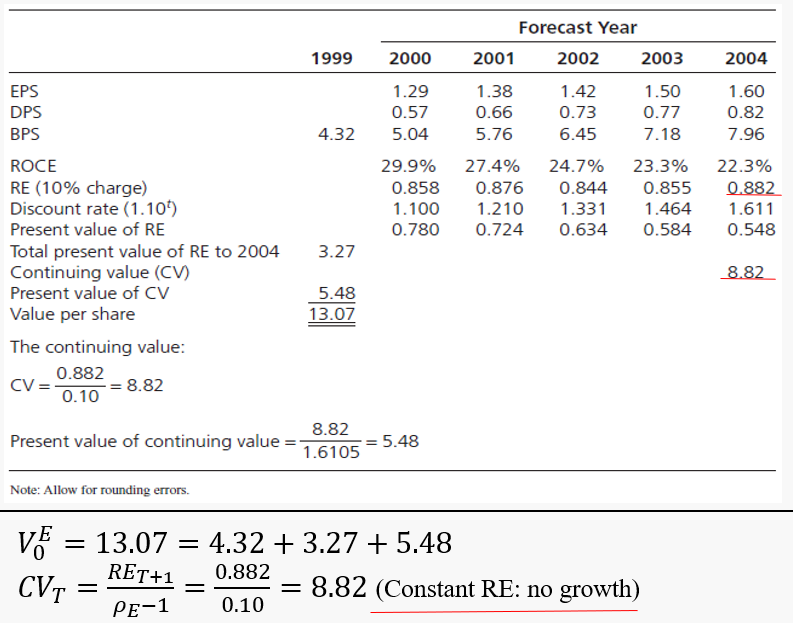 Forecast Year
1999 2000 2001 2002 2003 2004
EPS 1.29 1.38 1.42 1.50 1.60
DPS 0.57 0.66 0.73 0.77 0.82
BPS 4.32 5.04 5.76 6.45 7.18 7.96
ROCE 29.9% 27.4% 24.7% 23.3% 22.3%
RE (10% charge) 0.858 0.876 0.844 0.855 0.882
Discount rate (1.10ᵗ) 1.100 1.210 1.331 1.464 1.611
Present value of RE 0.780 0.724 0.634 0.584 0.548
Total present value of RE to 2004 3.27
Continuing value (CV) 8.82
Present value of CV 5.48
Value per share 13.07
The continuing value:
CV = 0.882 / 0.10 = 8.82
Present value of continuing value = 8.82 / 1.6105 = 5.48
Note: Allow for rounding errors.
V₀ᴱ = 13.07 = 4.32 + 3.27 + 5.48
CV_T = RE_{T+1} / ρ_E−1 = 0.882 / 0.10 = 8.82 (Constant RE: no growth)